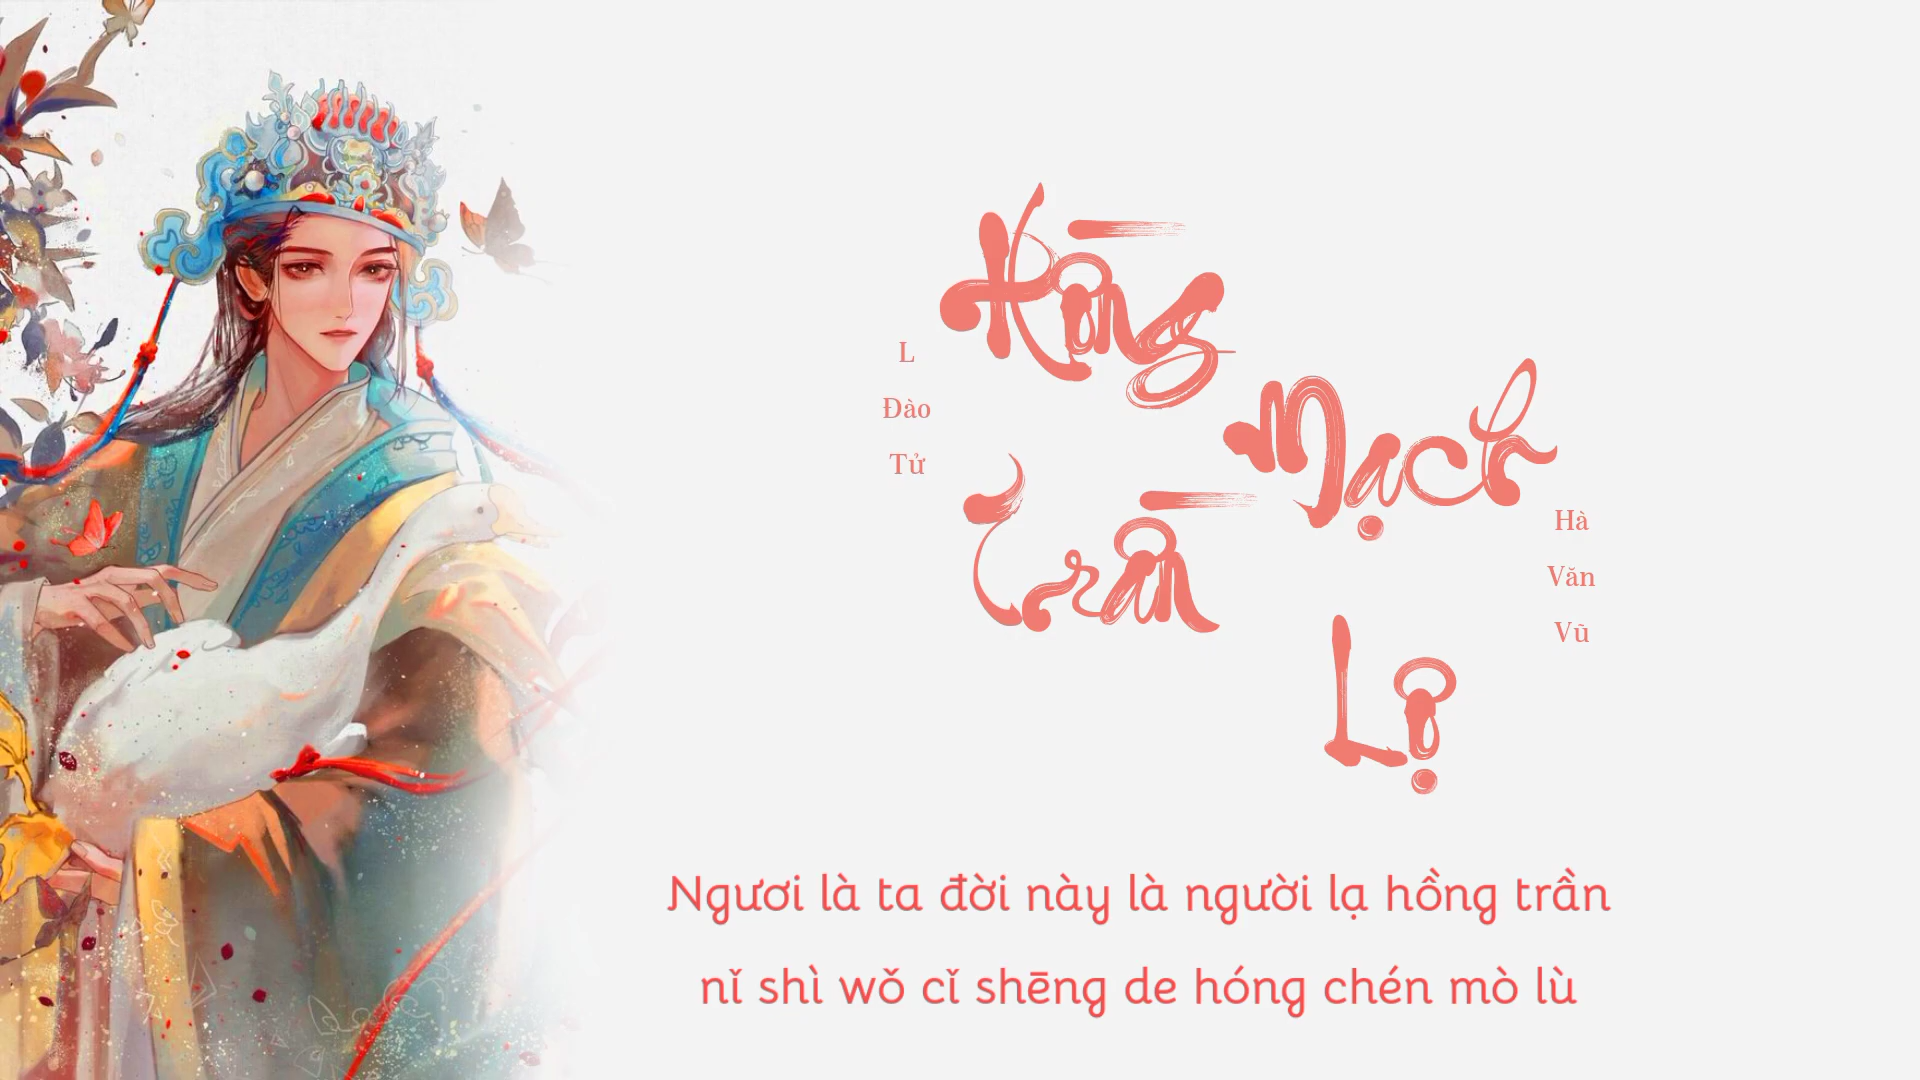 Hồng
Mạch
Trần
Lộ
L
Đào
Tử
Hà
Văn
Vũ
Ngươi là ta đời này là người lạ hồng trần
nǐ shì wǒ cǐ shēng de hóng chén mò lù